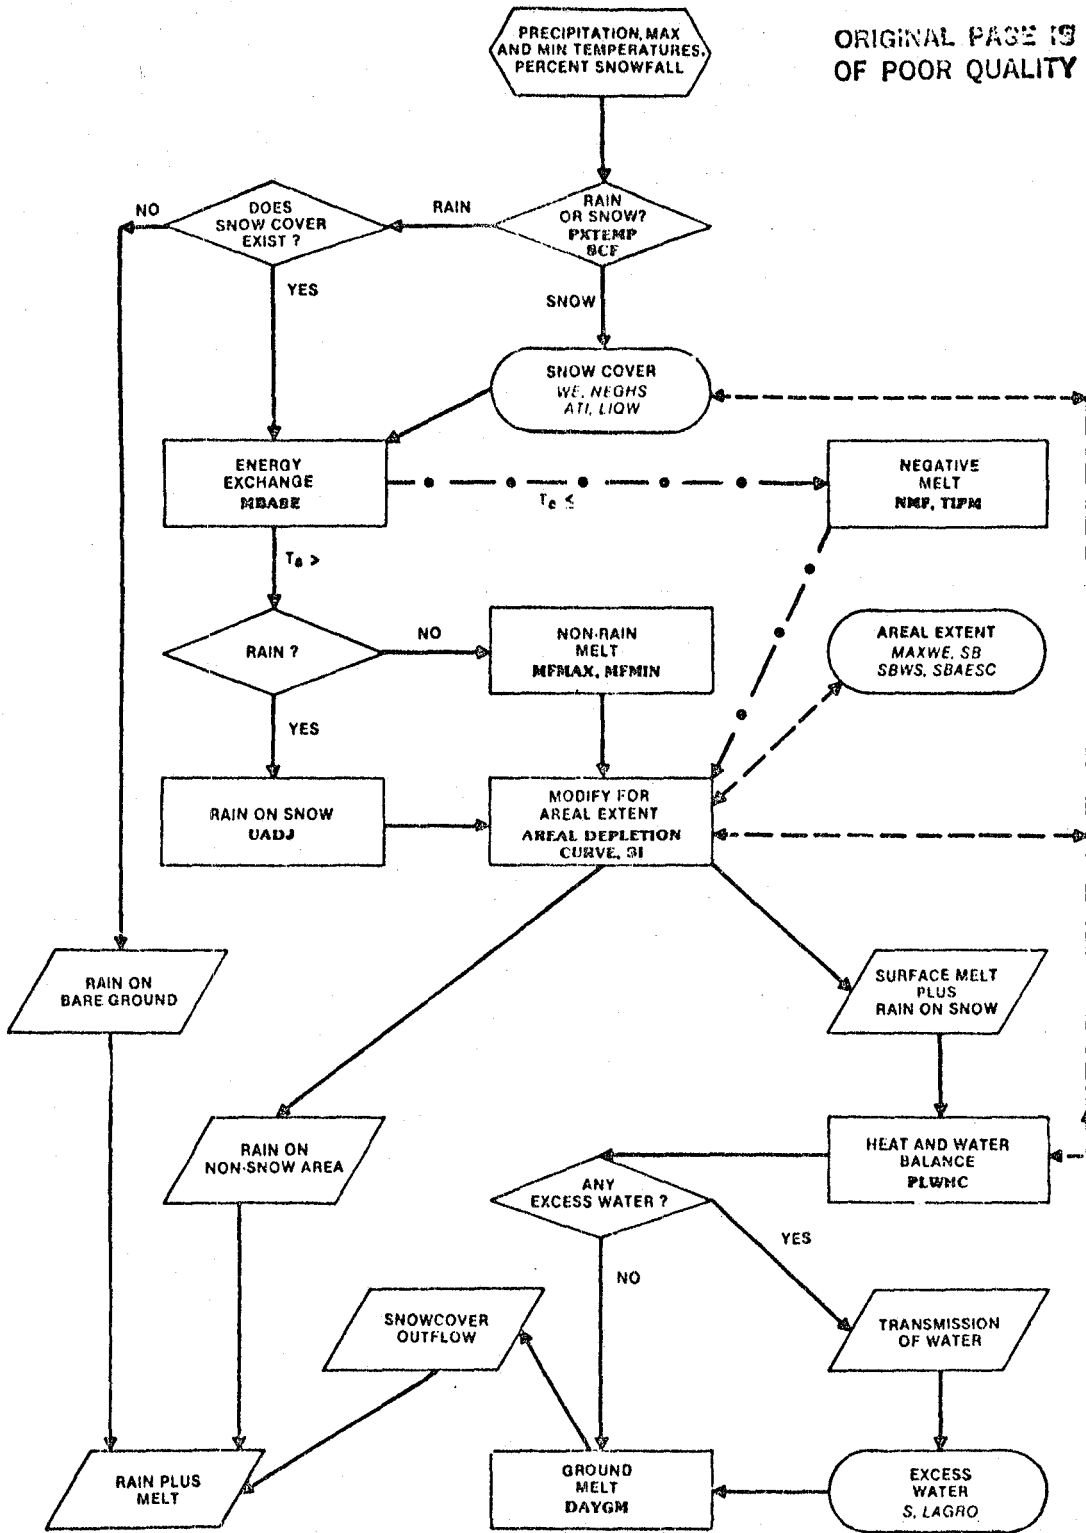 ORIGINAL PAGE IS
OF POOR QUALITY
PRECIPITATION, MAX
AND MIN TEMPERATURES,
PERCENT SNOWFALL
RAIN
OR SNOW?
PXTEMP
SCF
RAIN
DOES
SNOW COVER
EXIST ?
NO
YES
SNOW
SNOW COVER
WE, NEGHS
ATI, LIQW
ENERGY
EXCHANGE
MBASE
NEGATIVE
MELT
NMF, TIPM
Ta ≤
Ta >
RAIN ?
NO
NON-RAIN
MELT
MFMAX, MFMIN
AREAL EXTENT
MAXWE, SB
SBWS, SBAESC
YES
RAIN ON SNOW
UADJ
MODIFY FOR
AREAL EXTENT
AREAL DEPLETION
CURVE, SI
RAIN ON
BARE GROUND
SURFACE MELT
PLUS
RAIN ON SNOW
RAIN ON
NON-SNOW AREA
HEAT AND WATER
BALANCE
PLWHC
ANY
EXCESS WATER ?
YES
NO
SNOWCOVER
OUTFLOW
TRANSMISSION
OF WATER
RAIN PLUS
MELT
GROUND
MELT
DAYGM
EXCESS
WATER
S, LAGRO